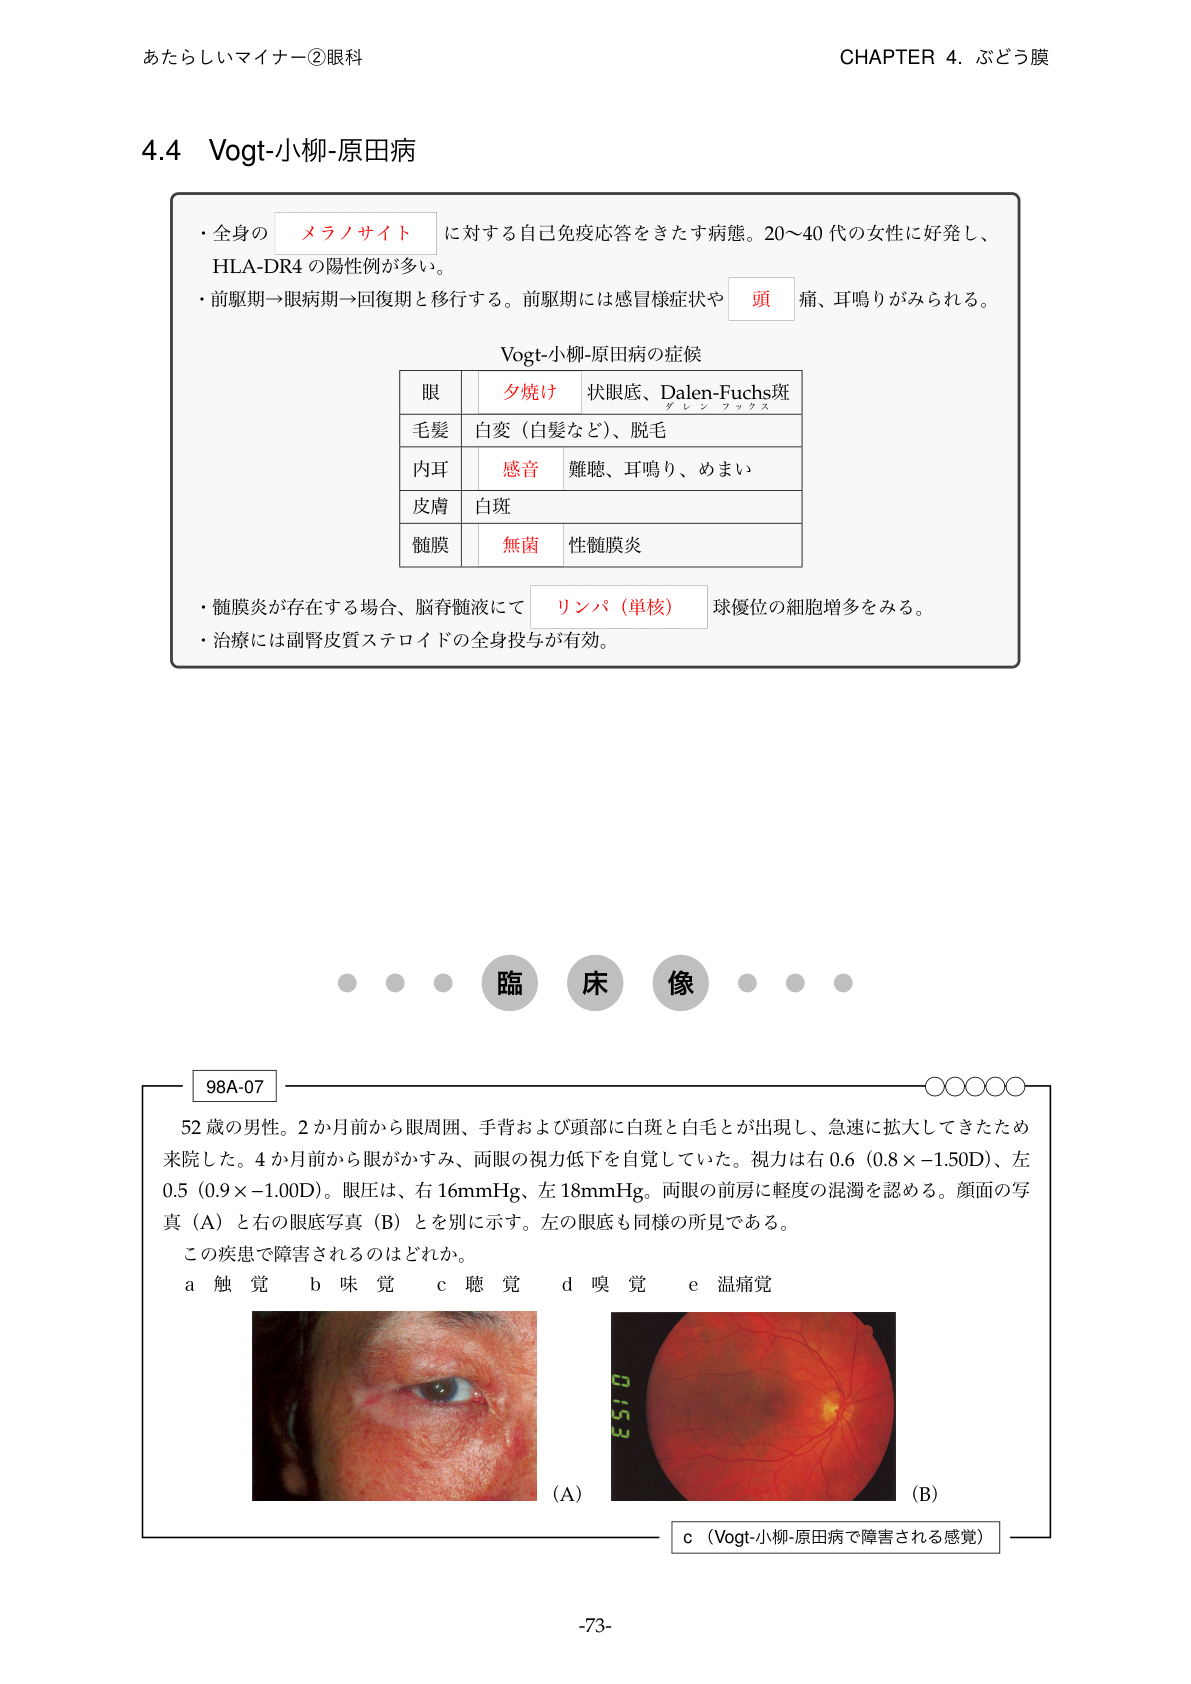 あたらしいマイナー②眼科
CHAPTER 4. ぶどう膜
4.4 Vogt-小柳-原田病
・全身の メラノサイト に対する自己免疫応答をきたす病態。20〜40 代の女性に好発し、
HLA-DR4 の陽性例が多い。
・前駆期→眼病期→回復期と移行する。前駆期には感冒様症状や 頭 痛、耳鳴りがみられる。
Vogt-小柳-原田病の症候
眼 夕焼け 状眼底、Dalen-Fuchs斑
ダレン フックス
毛髪 白変（白髪など）、脱毛
内耳 感音 難聴、耳鳴り、めまい
皮膚 白斑
髄膜 無菌 性髄膜炎
・髄膜炎が存在する場合、脳脊髄液にて リンパ（単核） 球優位の細胞増多をみる。
・治療には副腎皮質ステロイドの全身投与が有効。
臨床像
98A-07
52 歳の男性。2 か月前から眼周囲、手背および頭部に白斑と白毛とが出現し、急速に拡大してきたため
来院した。4 か月前から眼がかすみ、両眼の視力低下を自覚していた。視力は右 0.6（0.8 × −1.50D）、左
0.5（0.9 × −1.00D）。眼圧は、右 16mmHg、左 18mmHg。両眼の前房に軽度の混濁を認める。顔面の写
真（A）と右の眼底写真（B）とを別に示す。左の眼底も同様の所見である。
この疾患で障害されるのはどれか。
a 触 覚 b 味 覚 c 聴 覚 d 嗅 覚 e 温痛覚
0153
(A)
(B)
c （Vogt-小柳-原田病で障害される感覚）
-73-